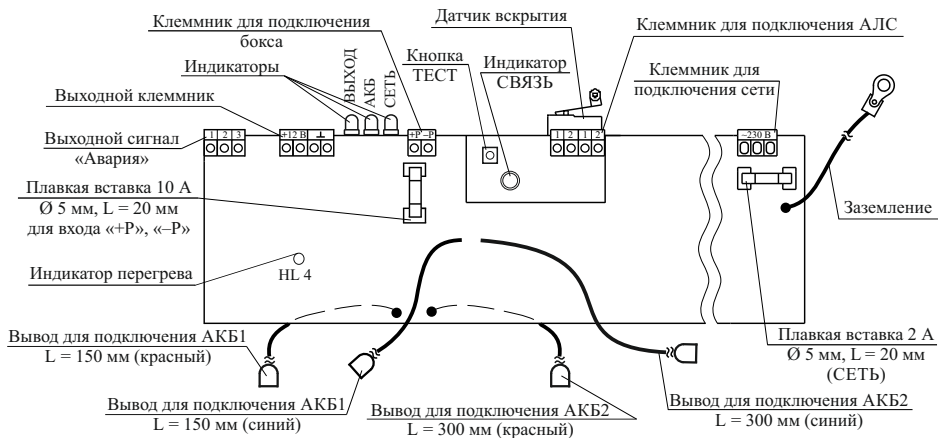 Клеммник для подключения
бокса
Датчик вскрытия
Клеммник для подключения АЛС
Индикаторы
ВЫХОД
АКБ
СЕТЬ
Кнопка
ТЕСТ
Индикатор
СВЯЗЬ
Клеммник для
подключения сети
Выходной клеммник
Выходной сигнал
«Авария»
1 2 3
+12 В ⊥
+Р –Р
1 2 1 2
~230 В
Плавкая вставка 10 А
Ø 5 мм, L = 20 мм
для входа «+Р», «–Р»
Заземление
Индикатор перегрева
HL 4
Вывод для подключения АКБ1
L = 150 мм (красный)
Вывод для подключения АКБ1
L = 150 мм (синий)
Вывод для подключения АКБ2
L = 300 мм (красный)
Вывод для подключения АКБ2
L = 300 мм (синий)
Плавкая вставка 2 А
Ø 5 мм, L = 20 мм
(СЕТЬ)